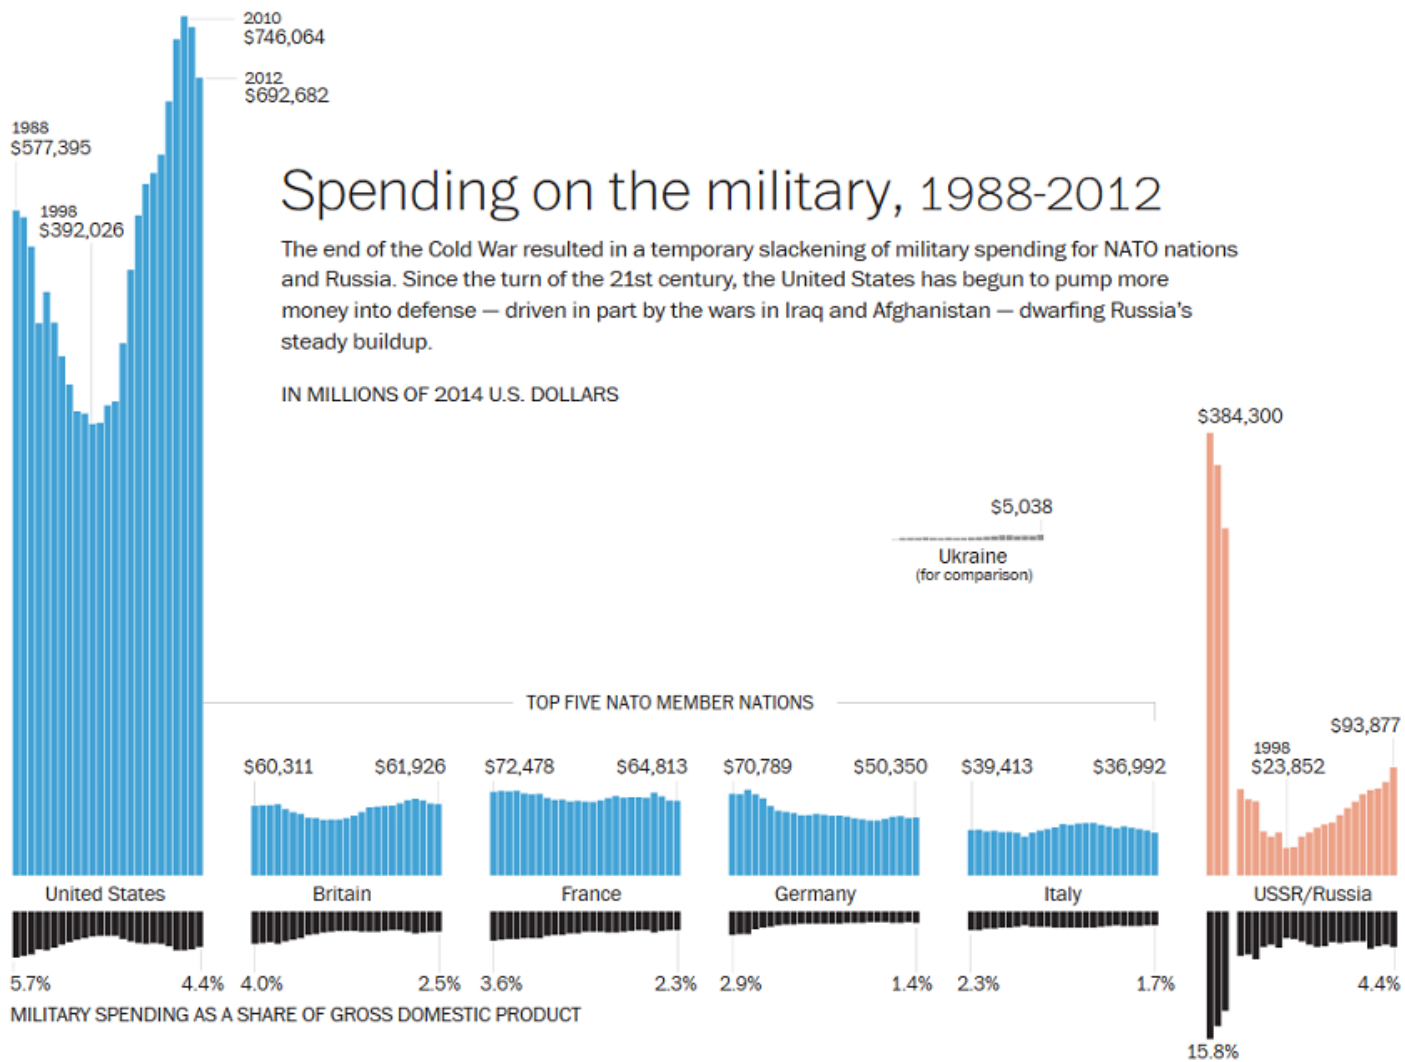 2010
$746,064
2012
$692,682
1988
$577,395
1998
$392,026
Spending on the military, 1988-2012
The end of the Cold War resulted in a temporary slackening of military spending for NATO nations
and Russia. Since the turn of the 21st century, the United States has begun to pump more
money into defense — driven in part by the wars in Iraq and Afghanistan — dwarfing Russia's
steady buildup.
IN MILLIONS OF 2014 U.S. DOLLARS
$384,300
$5,038
Ukraine
(for comparison)
TOP FIVE NATO MEMBER NATIONS
$93,877
1998
$23,852
$60,311 $61,926 $72,478 $64,813 $70,789 $50,350 $39,413 $36,992
United States Britain France Germany Italy USSR/Russia
5.7% 4.4% 4.0% 2.5% 3.6% 2.3% 2.9% 1.4% 2.3% 1.7% 4.4%
MILITARY SPENDING AS A SHARE OF GROSS DOMESTIC PRODUCT
15.8%